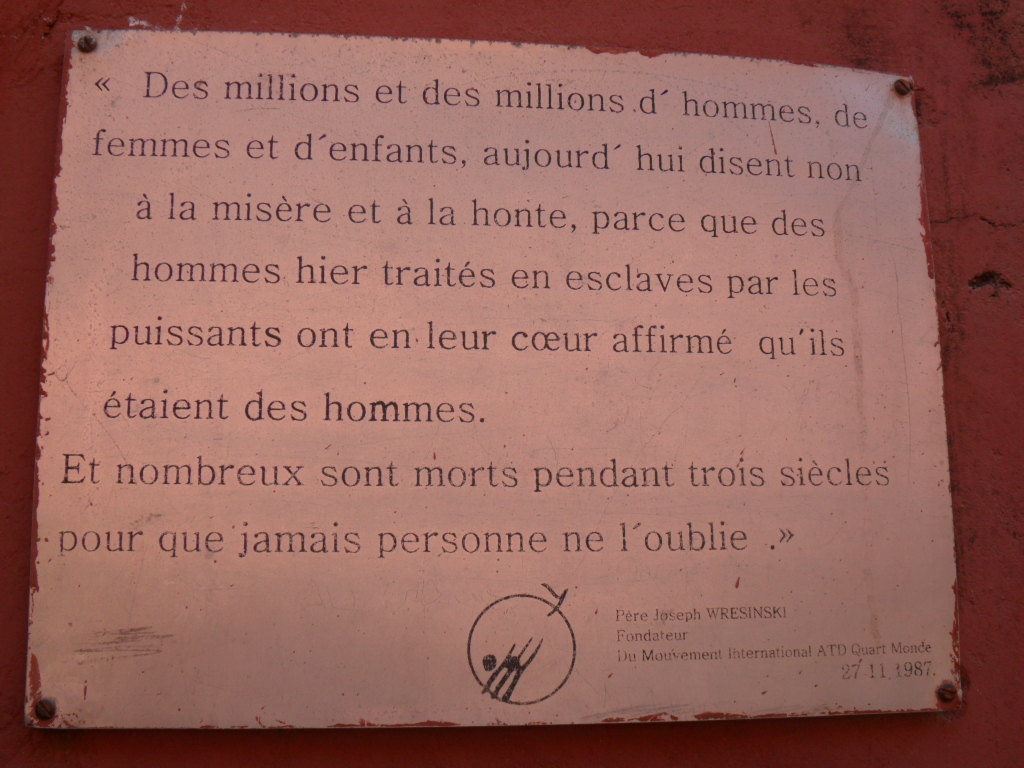 « Des millions et des millions d´ hommes, de
femmes et d´enfants, aujourd´ hui disent non
à la misère et à la honte, parce que des
hommes hier traités en esclaves par les
puissants ont en leur cœur affirmé qu´ils
étaient des hommes.
Et nombreux sont morts pendant trois siècles
pour que jamais personne ne l´oublie .»
Père Joseph WRESINSKI
Fondateur
Du Mouvement International ATD Quart Monde
27 11 1987.